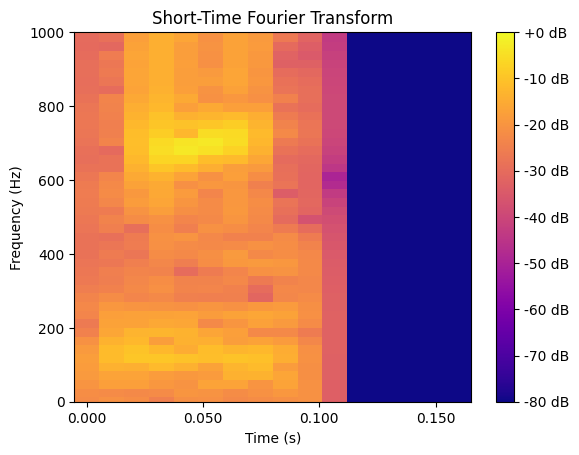 Short-Time Fourier Transform
1000
800
600
400
200
0
Frequency (Hz)
0.000
0.050
0.100
0.150
Time (s)
+0 dB
-10 dB
-20 dB
-30 dB
-40 dB
-50 dB
-60 dB
-70 dB
-80 dB